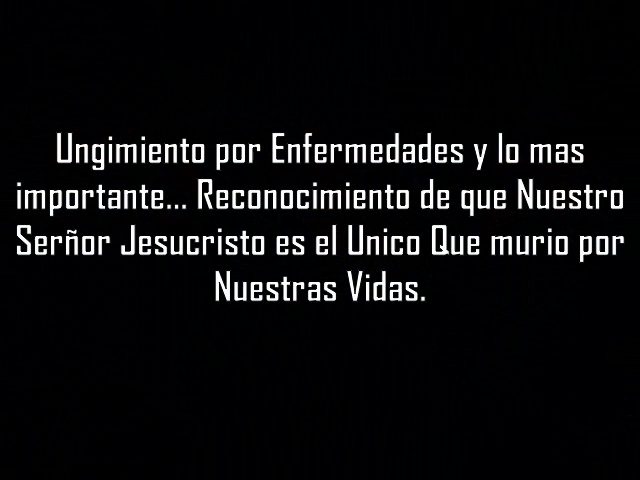 Ungimiento por Enfermedades y lo mas
importante... Reconocimiento de que Nuestro
Serñor Jesucristo es el Unico Que murio por
Nuestras Vidas.